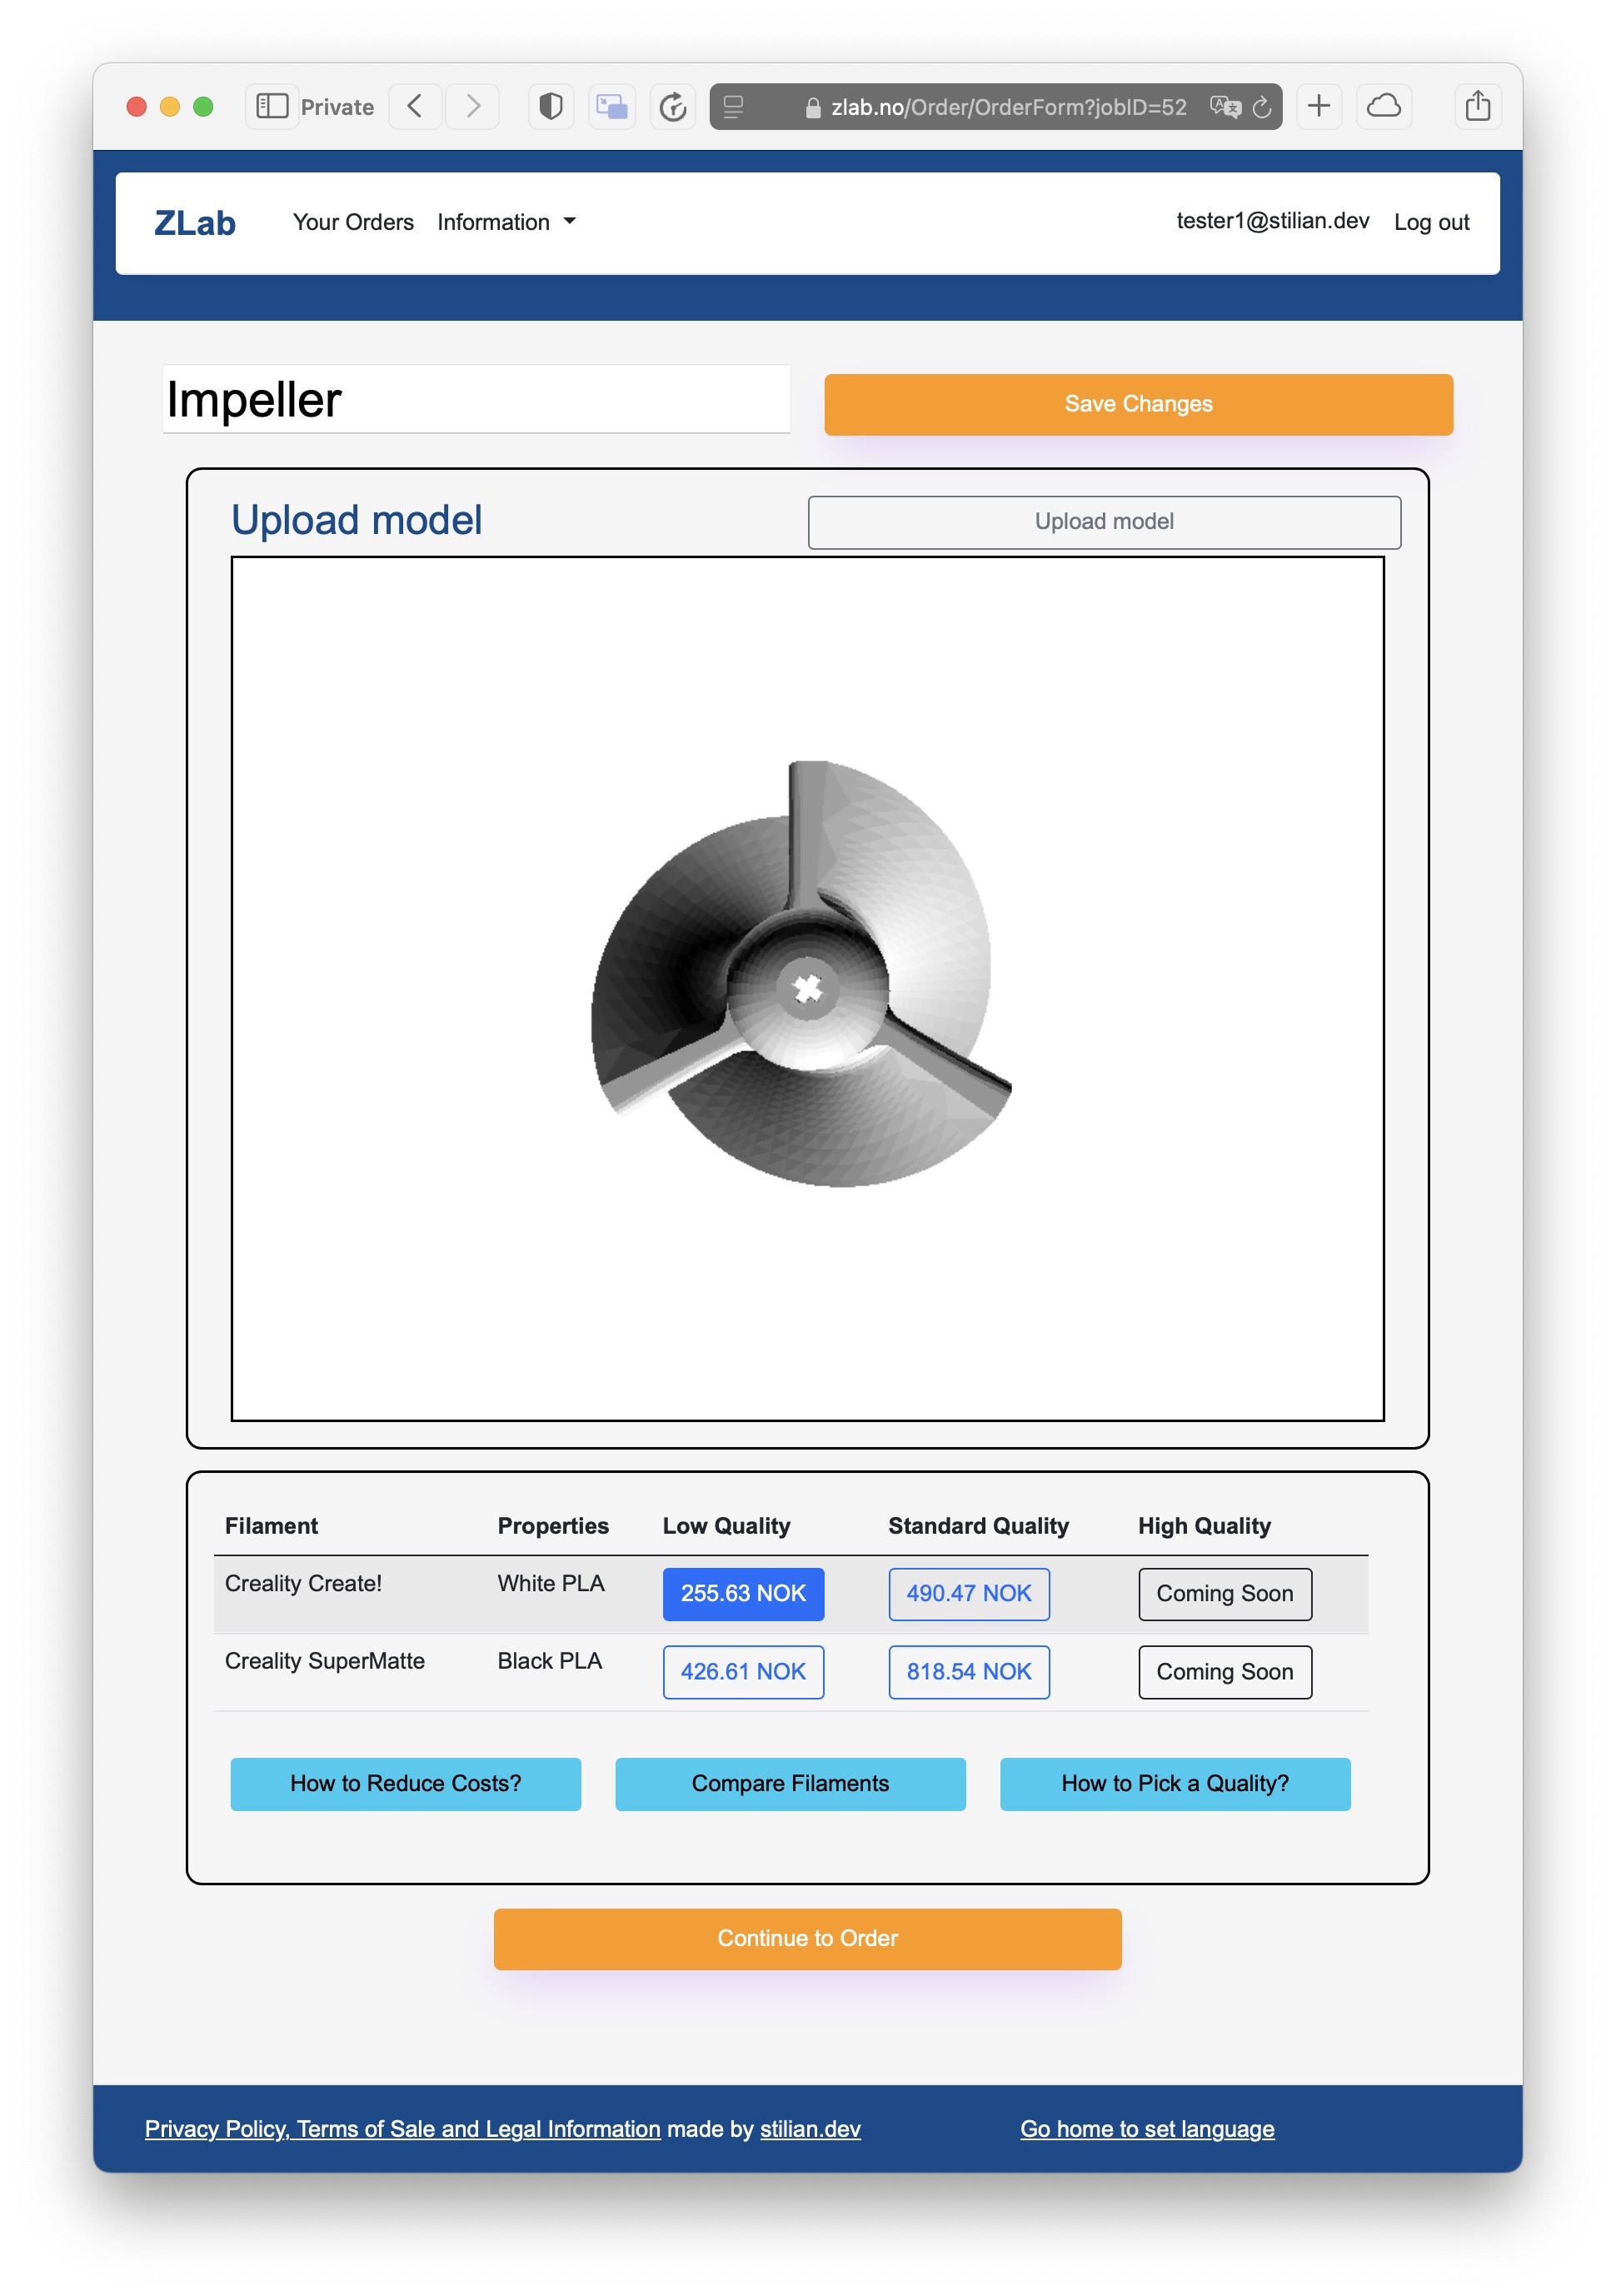 Private
zlab.no/Order/OrderForm?jobID=52
ZLab
Your Orders
Information
tester1@stilian.dev
Log out
Impeller
Save Changes
Upload model
Upload model
Filament Properties Low Quality Standard Quality High Quality
Creality Create! White PLA 255.63 NOK 490.47 NOK Coming Soon
Creality SuperMatte Black PLA 426.61 NOK 818.54 NOK Coming Soon
How to Reduce Costs?
Compare Filaments
How to Pick a Quality?
Continue to Order
Privacy Policy, Terms of Sale and Legal Information made by stilian.dev
Go home to set language